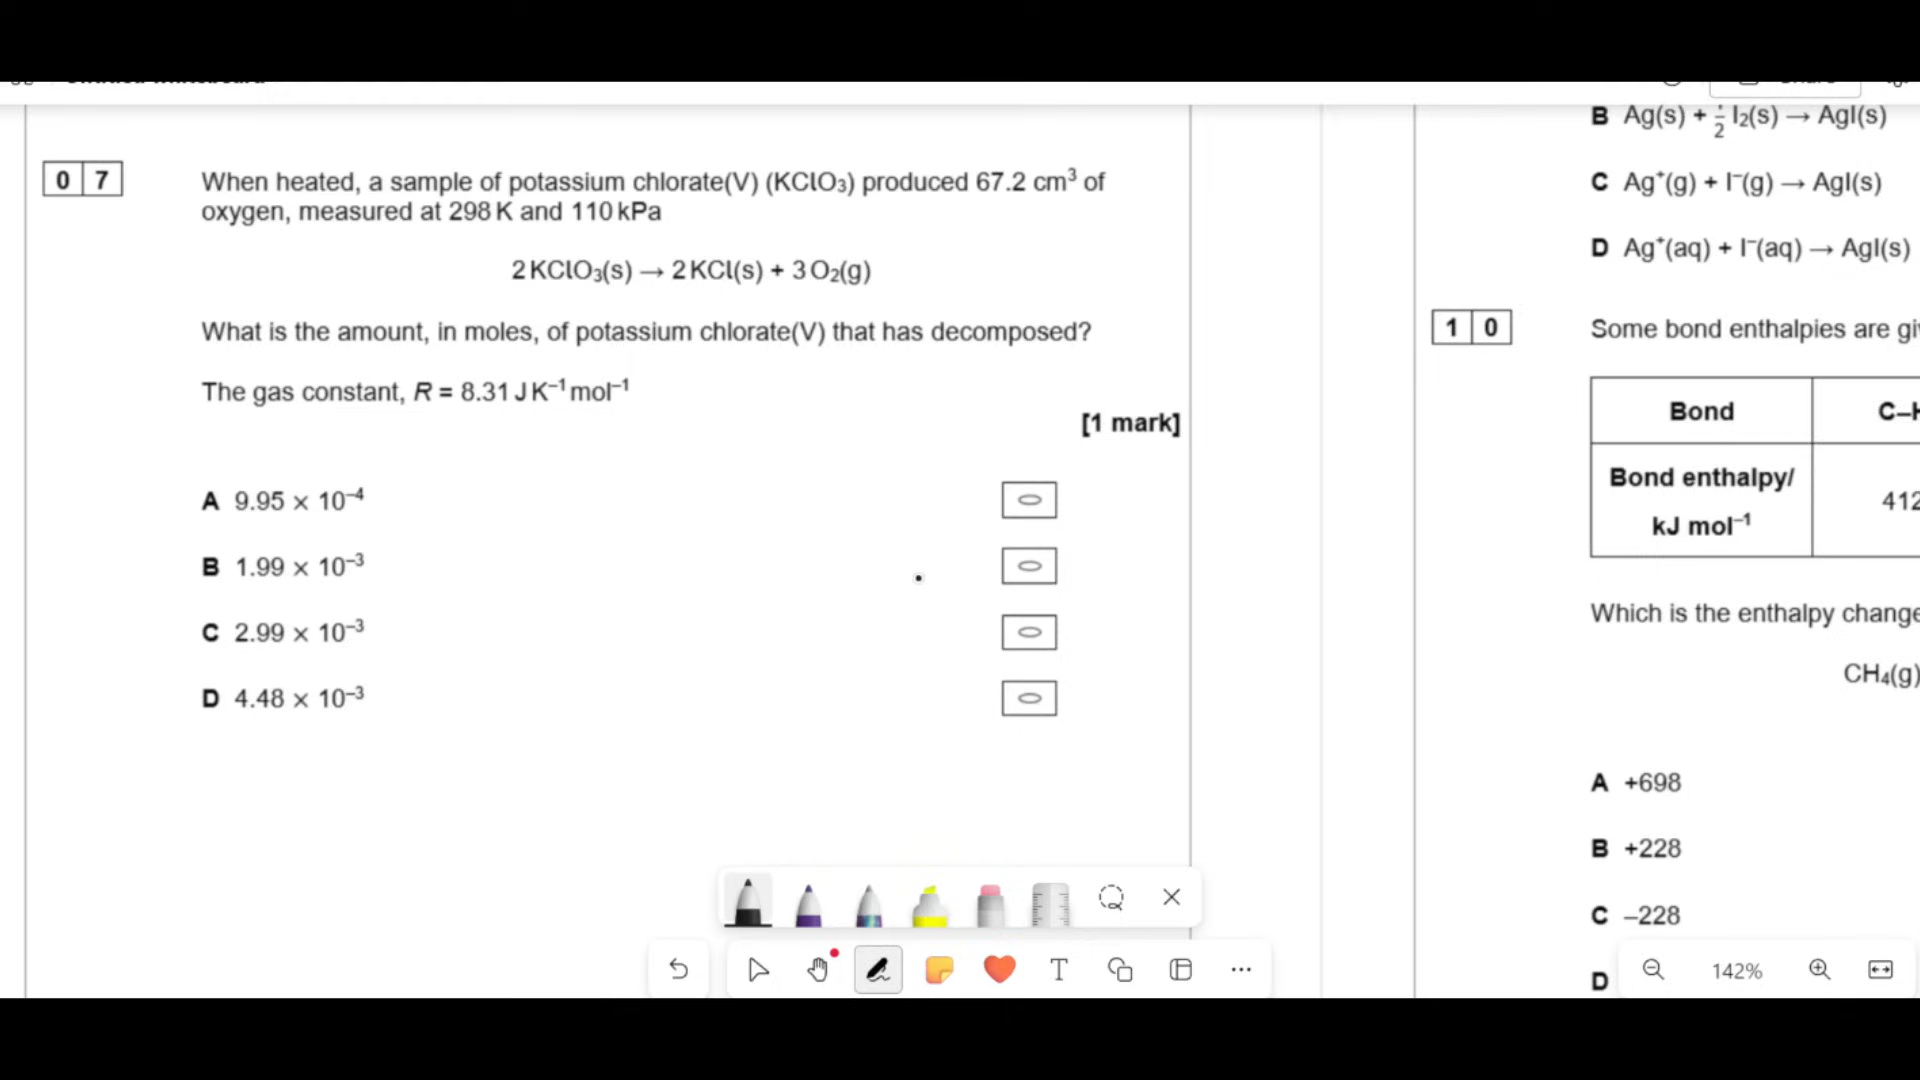 0 7
When heated, a sample of potassium chlorate(V) (KClO₃) produced 67.2 cm³ of
oxygen, measured at 298 K and 110 kPa
2 KClO₃(s) → 2 KCl(s) + 3 O₂(g)
What is the amount, in moles, of potassium chlorate(V) that has decomposed?
The gas constant, R = 8.31 J K⁻¹ mol⁻¹
[1 mark]
A 9.95 × 10⁻⁴
B 1.99 × 10⁻³
C 2.99 × 10⁻³
D 4.48 × 10⁻³
B Ag(s) + ½ I₂(s) → AgI(s)
C Ag⁺(g) + I⁻(g) → AgI(s)
D Ag⁺(aq) + I⁻(aq) → AgI(s)
1 0
Some bond enthalpies are
Bond
Bond enthalpy/
kJ mol⁻¹
C–
412
Which is the enthalpy change
CH₄(g)
A +698
B +228
C –228
D
142%